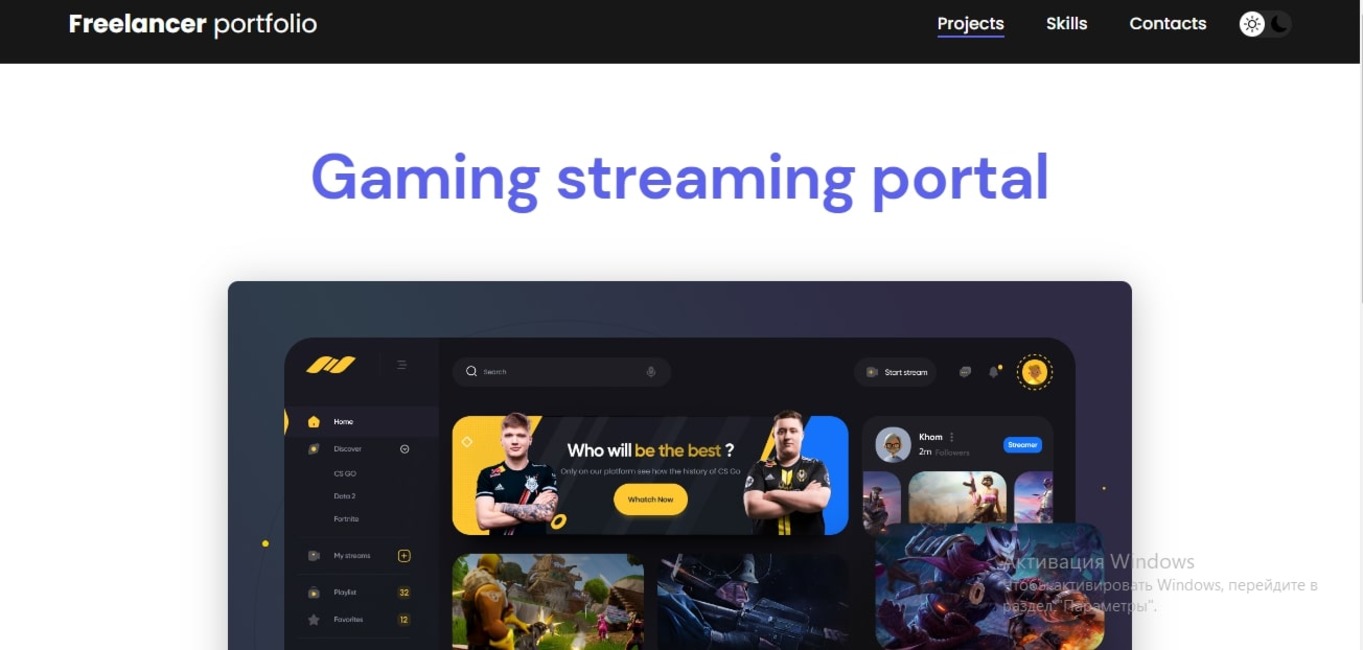 Freelancer portfolio
Projects
Skills
Contacts
Gaming streaming portal
Search
Start stream
Home
Discover
CS GO
Dota 2
Fortnite
My streams
Playlist
32
Favorites
12
Who will be the best ?
Only on our platform see how the history of CS Go
Whatch Now
Khom
2m Followers
Streamer
Активация Windows
Чтобы активировать Windows, перейдите в
раздел "Параметры".